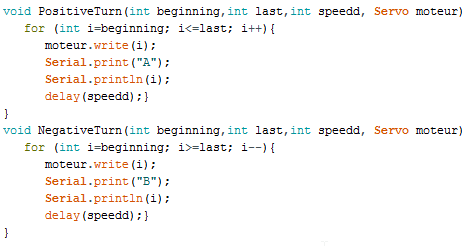 void PositiveTurn(int beginning,int last,int speedd, Servo moteur)
   for (int i=beginning; i<=last; i++){
      moteur.write(i);
      Serial.print("A");
      Serial.println(i);
      delay(speedd);}
}
void NegativeTurn(int beginning,int last,int speedd, Servo moteur)
   for (int i=beginning; i>=last; i--){
      moteur.write(i);
      Serial.print("B");
      Serial.println(i);
      delay(speedd);}
}